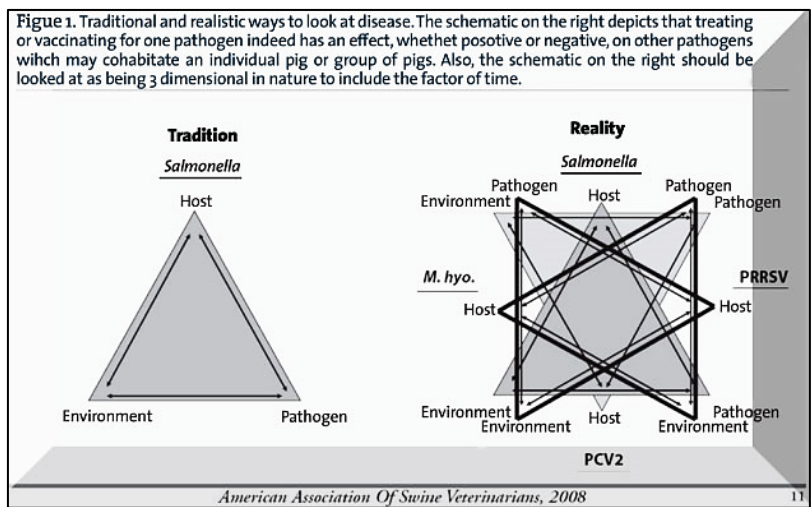 Figue 1. Traditional and realistic ways to look at disease. The schematic on the right depicts that treating
or vaccinating for one pathogen indeed has an effect, whethet posotive or negative, on other pathogens
wihch may cohabitate an individual pig or group of pigs. Also, the schematic on the right should be
looked at as being 3 dimensional in nature to include the factor of time.
Tradition
Salmonella
Host
Environment
Pathogen
Reality
Salmonella
Pathogen
Host
Pathogen
Environment
Pathogen
M. hyo.
PRRSV
Host
Host
Environment
Host
Pathogen
Environment
Environment
PCV2
American Association Of Swine Veterinarians, 2008
11